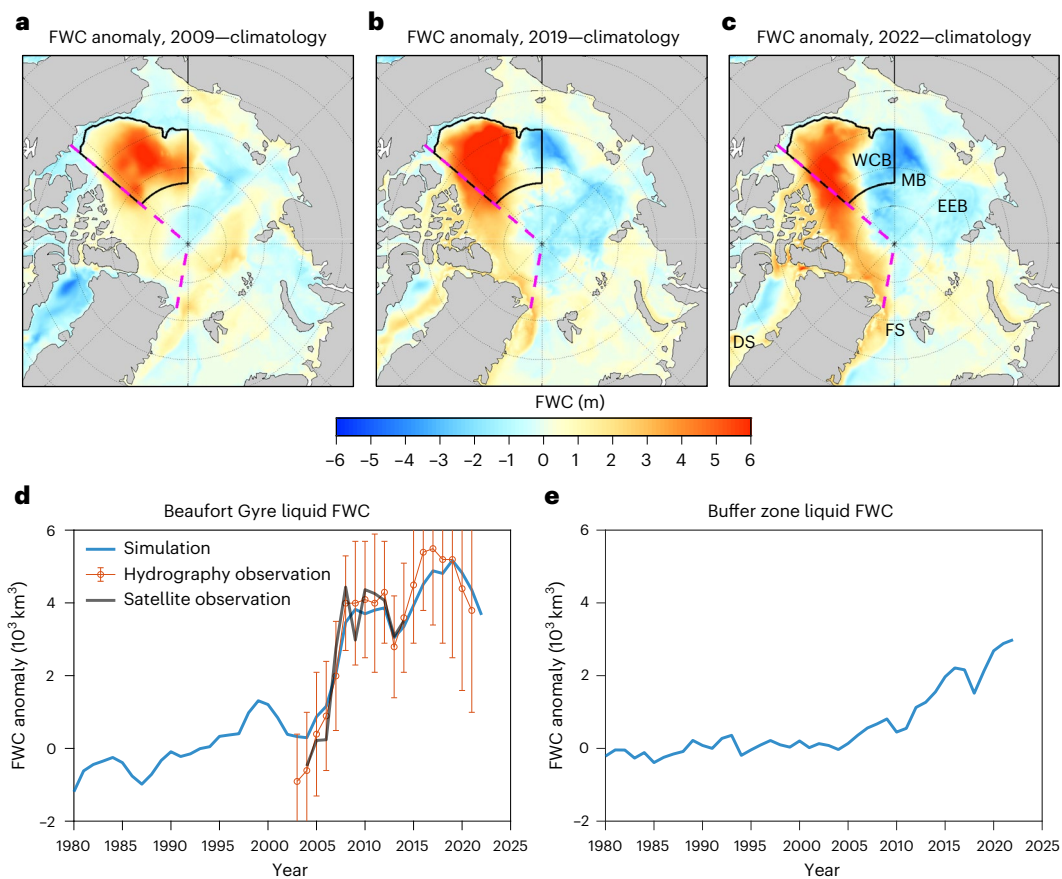 a b c
FWC anomaly, 2009—climatology FWC anomaly, 2019—climatology FWC anomaly, 2022—climatology
WCB
MB
EEB
FS
DS
FWC (m)
–6 –5 –4 –3 –2 –1 0 1 2 3 4 5 6
d e
Beaufort Gyre liquid FWC Buffer zone liquid FWC
Simulation
Hydrography observation
Satellite observation
FWC anomaly (10³ km³)
6
4
2
0
–2
1980 1985 1990 1995 2000 2005 2010 2015 2020 2025
Year
FWC anomaly (10³ km³)
6
4
2
0
–2
1980 1985 1990 1995 2000 2005 2010 2015 2020 2025
Year